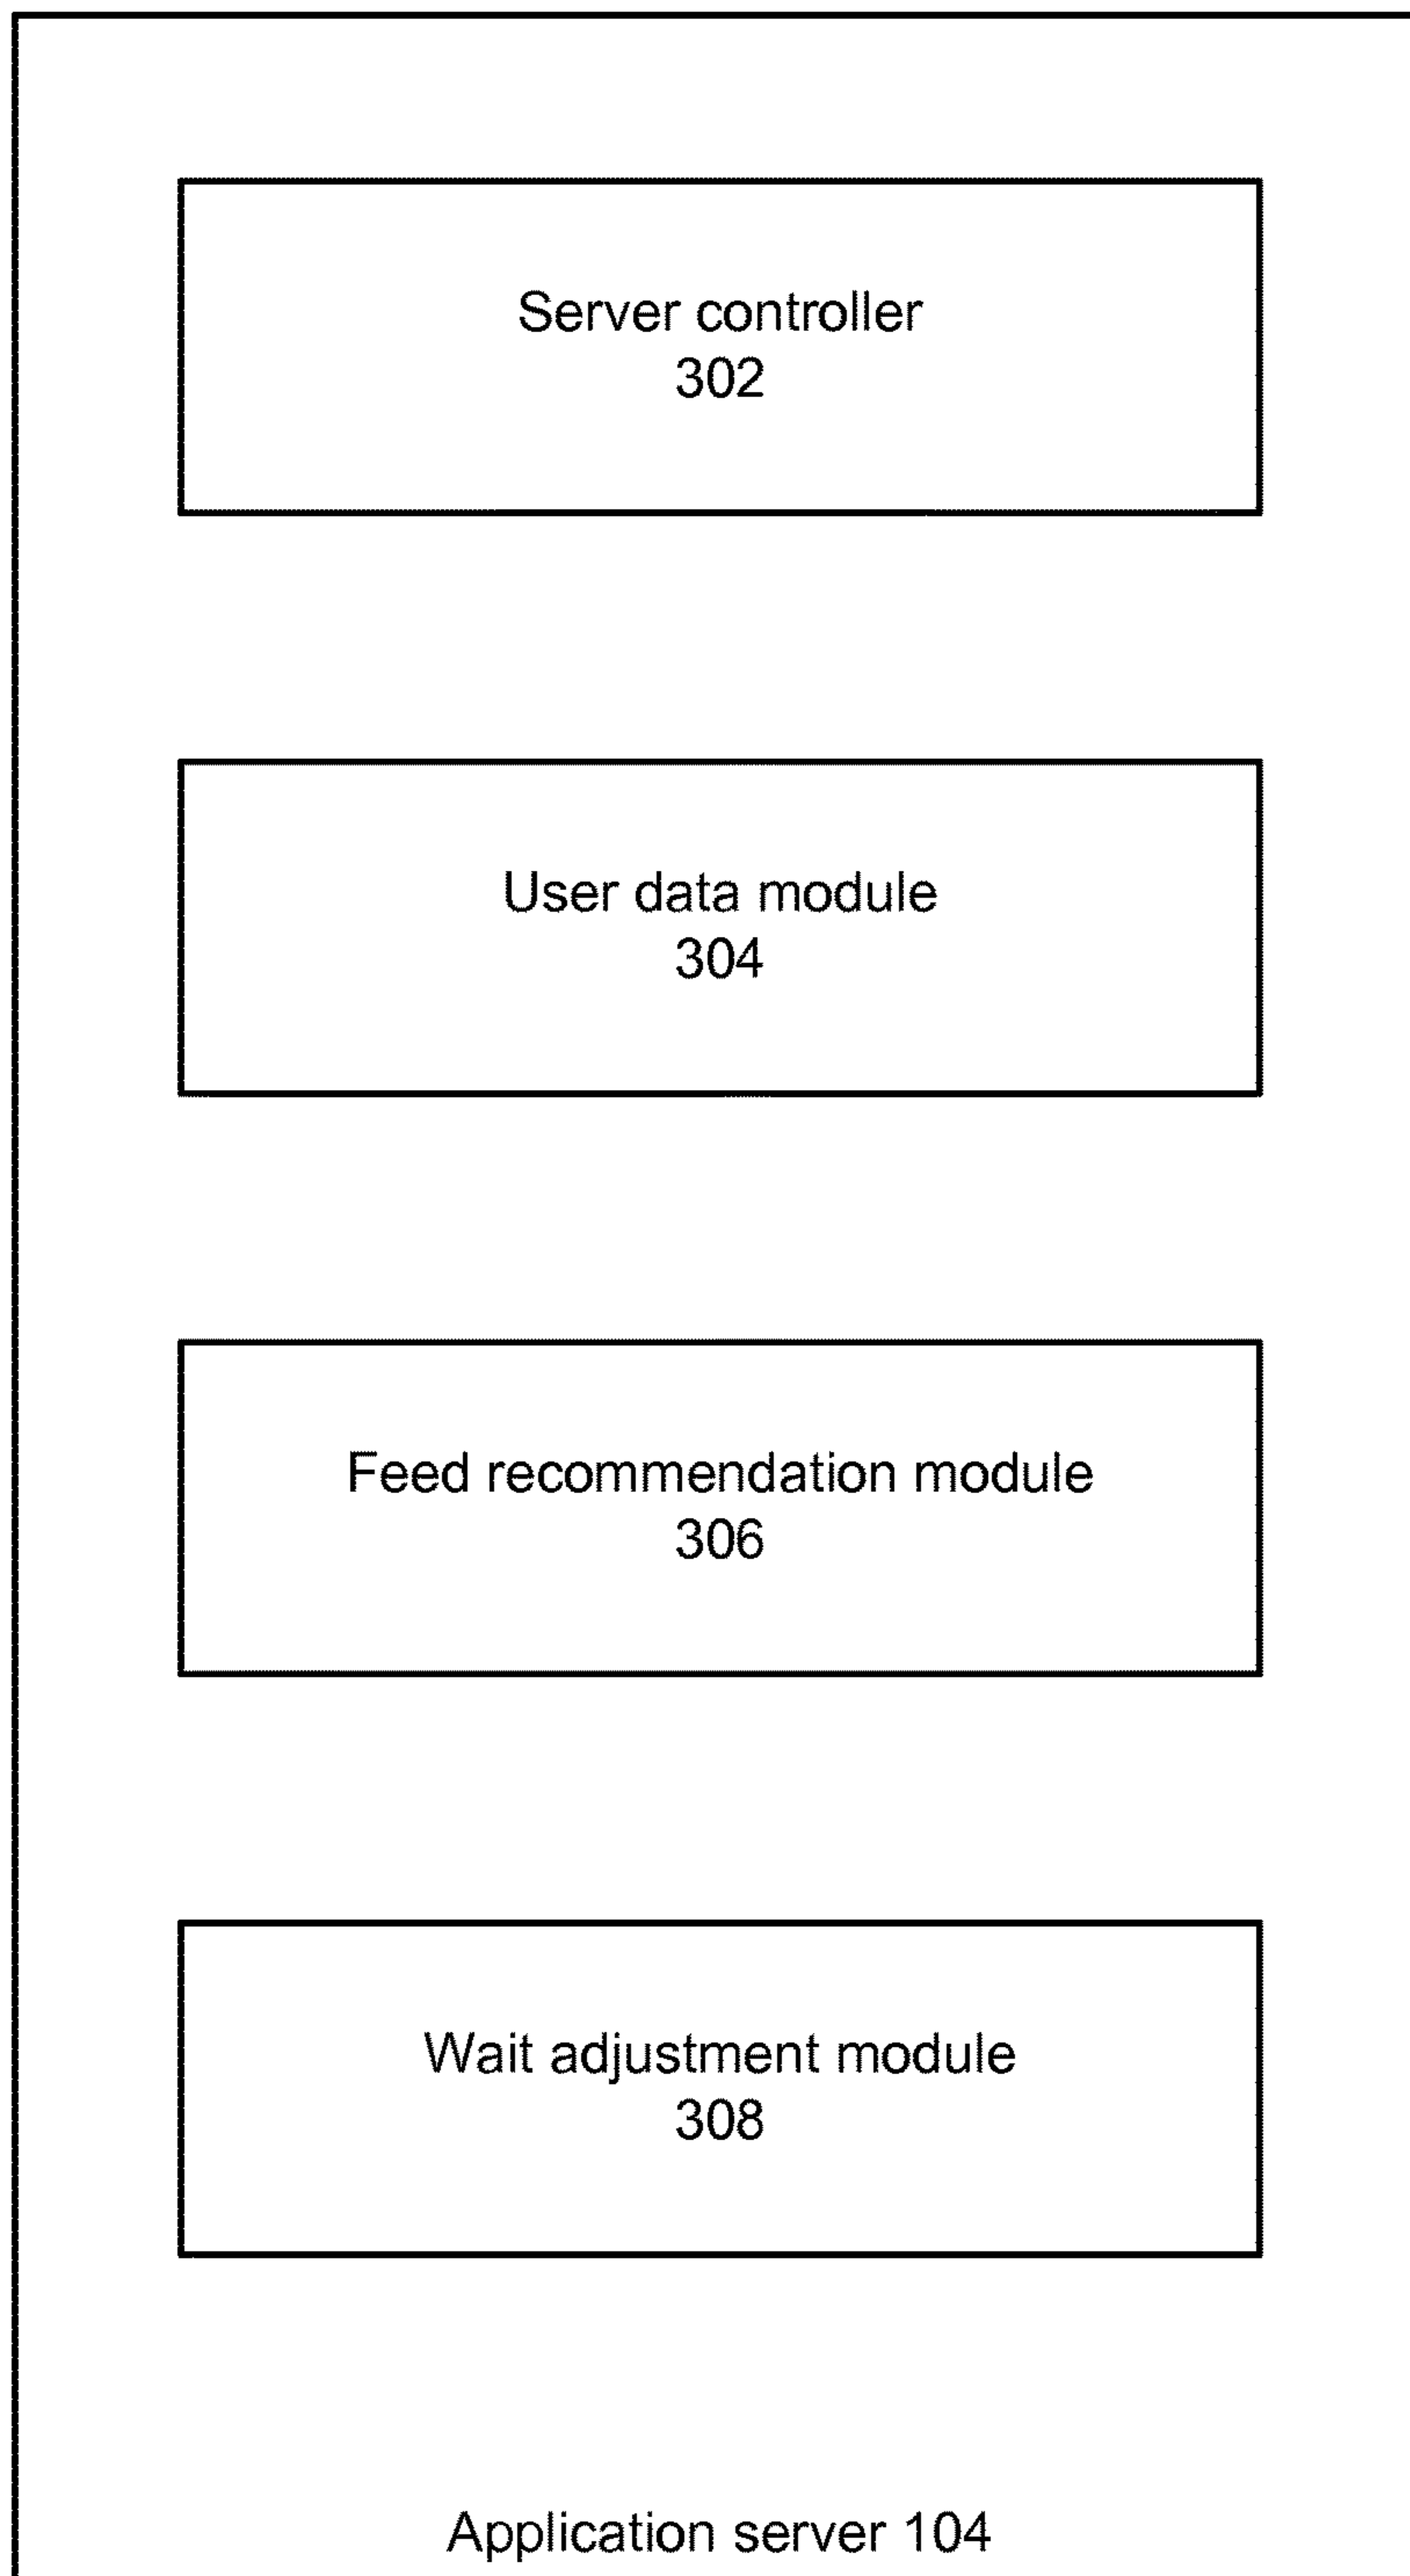 Server controller
302
User data module
304
Feed recommendation module
306
Wait adjustment module
308
Application server 104